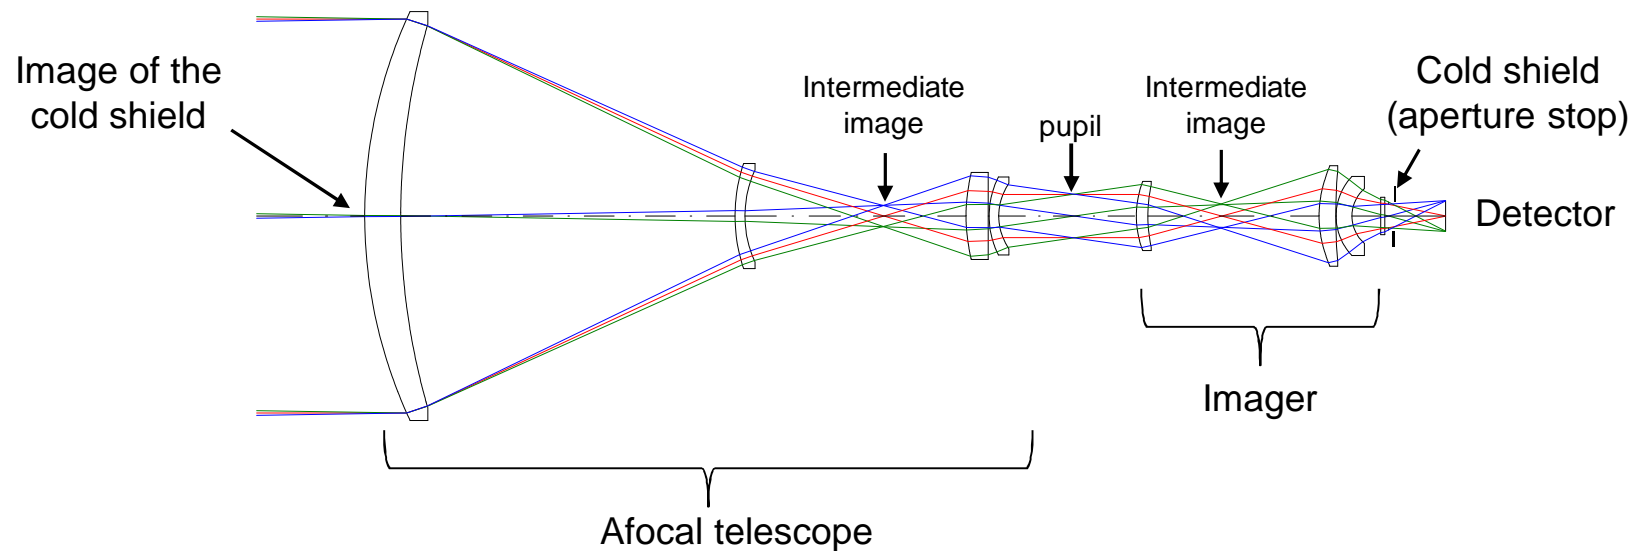 Image of the
cold shield
Intermediate
image
pupil
Intermediate
image
Cold shield
(aperture stop)
Detector
Imager
Afocal telescope